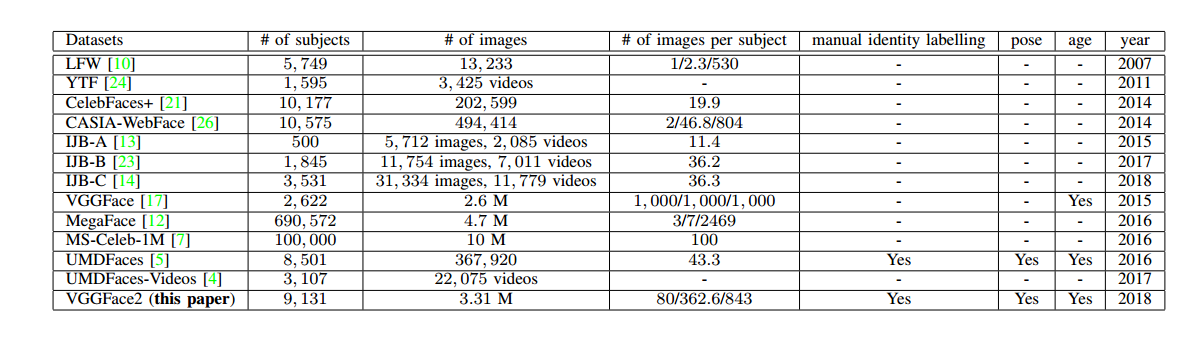 Datasets # of subjects # of images # of images per subject manual identity labelling pose age year
LFW [10] 5, 749 13, 233 1/2.3/530 - - - 2007
YTF [24] 1, 595 3, 425 videos - - - - 2011
CelebFaces+ [21] 10, 177 202, 599 19.9 - - - 2014
CASIA-WebFace [26] 10, 575 494, 414 2/46.8/804 - - - 2014
IJB-A [13] 500 5, 712 images, 2, 085 videos 11.4 - - - 2015
IJB-B [23] 1, 845 11, 754 images, 7, 011 videos 36.2 - - - 2017
IJB-C [14] 3, 531 31, 334 images, 11, 779 videos 36.3 - - - 2018
VGGFace [17] 2, 622 2.6 M 1, 000/1, 000/1, 000 - - Yes 2015
MegaFace [12] 690, 572 4.7 M 3/7/2469 - - - 2016
MS-Celeb-1M [7] 100, 000 10 M 100 - - - 2016
UMDFaces [5] 8, 501 367, 920 43.3 Yes Yes Yes 2016
UMDFaces-Videos [4] 3, 107 22, 075 videos - - - - 2017
VGGFace2 (this paper) 9, 131 3.31 M 80/362.6/843 Yes Yes Yes 2018